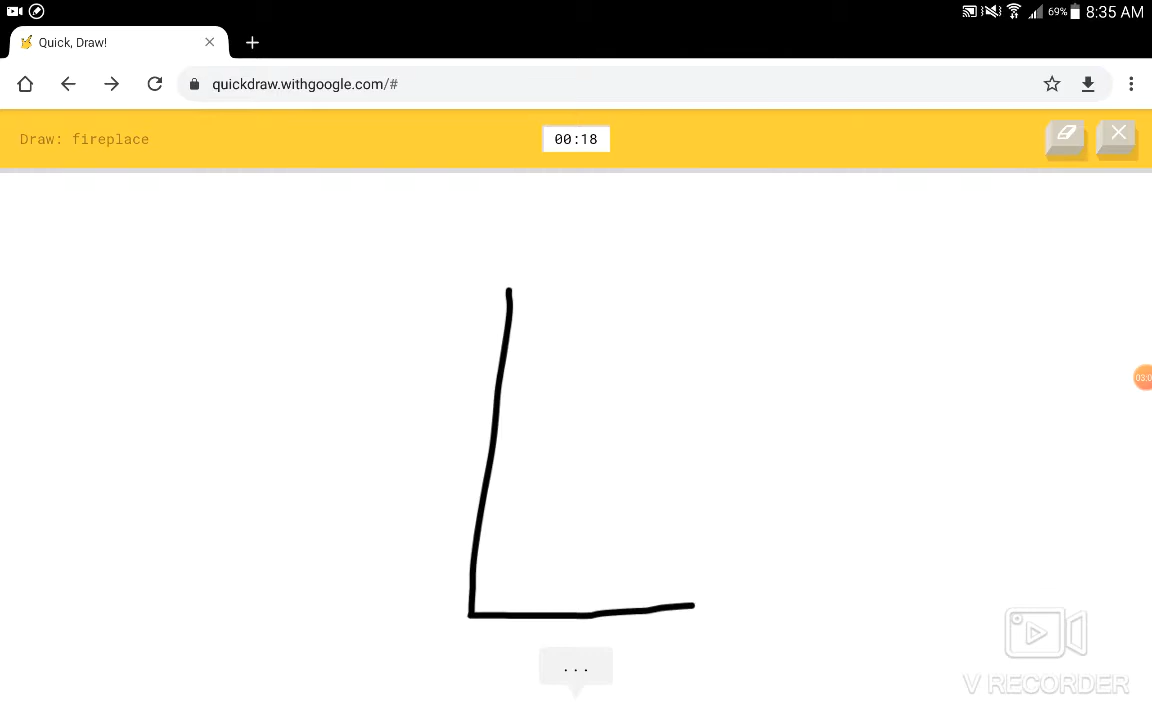 69% 8:35 AM
Quick, Draw!
quickdraw.withgoogle.com/#
Draw: fireplace
00:18
...
V RECORDER